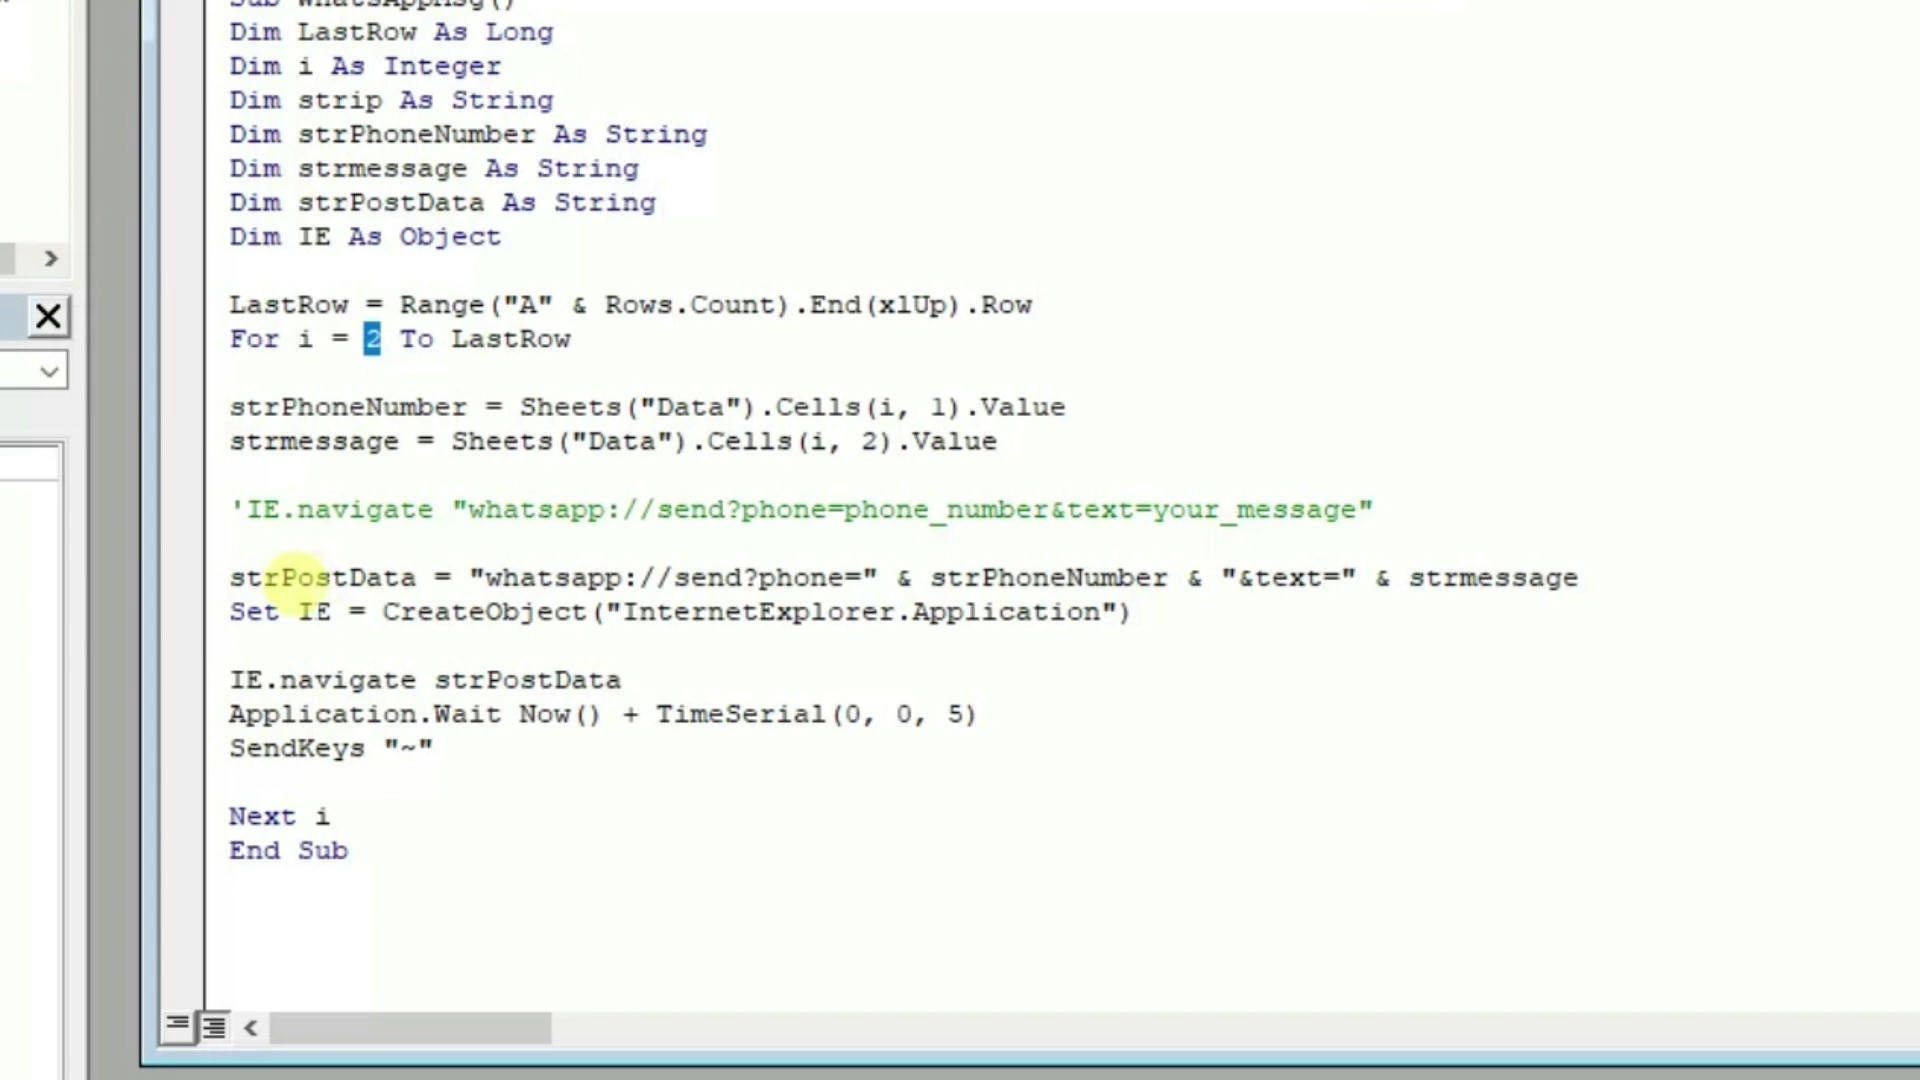 Sub WhatsAppMsg()
Dim LastRow As Long
Dim i As Integer
Dim strip As String
Dim strPhoneNumber As String
Dim strmessage As String
Dim strPostData As String
Dim IE As Object
LastRow = Range("A" & Rows.Count).End(xlUp).Row
For i = 2 To LastRow
strPhoneNumber = Sheets("Data").Cells(i, 1).Value
strmessage = Sheets("Data").Cells(i, 2).Value
'IE.navigate "whatsapp://send?phone=phone_number&text=your_message"
strPostData = "whatsapp://send?phone=" & strPhoneNumber & "&text=" & strmessage
Set IE = CreateObject("InternetExplorer.Application")
IE.navigate strPostData
Application.Wait Now() + TimeSerial(0, 0, 5)
SendKeys "~"
Next i
End Sub